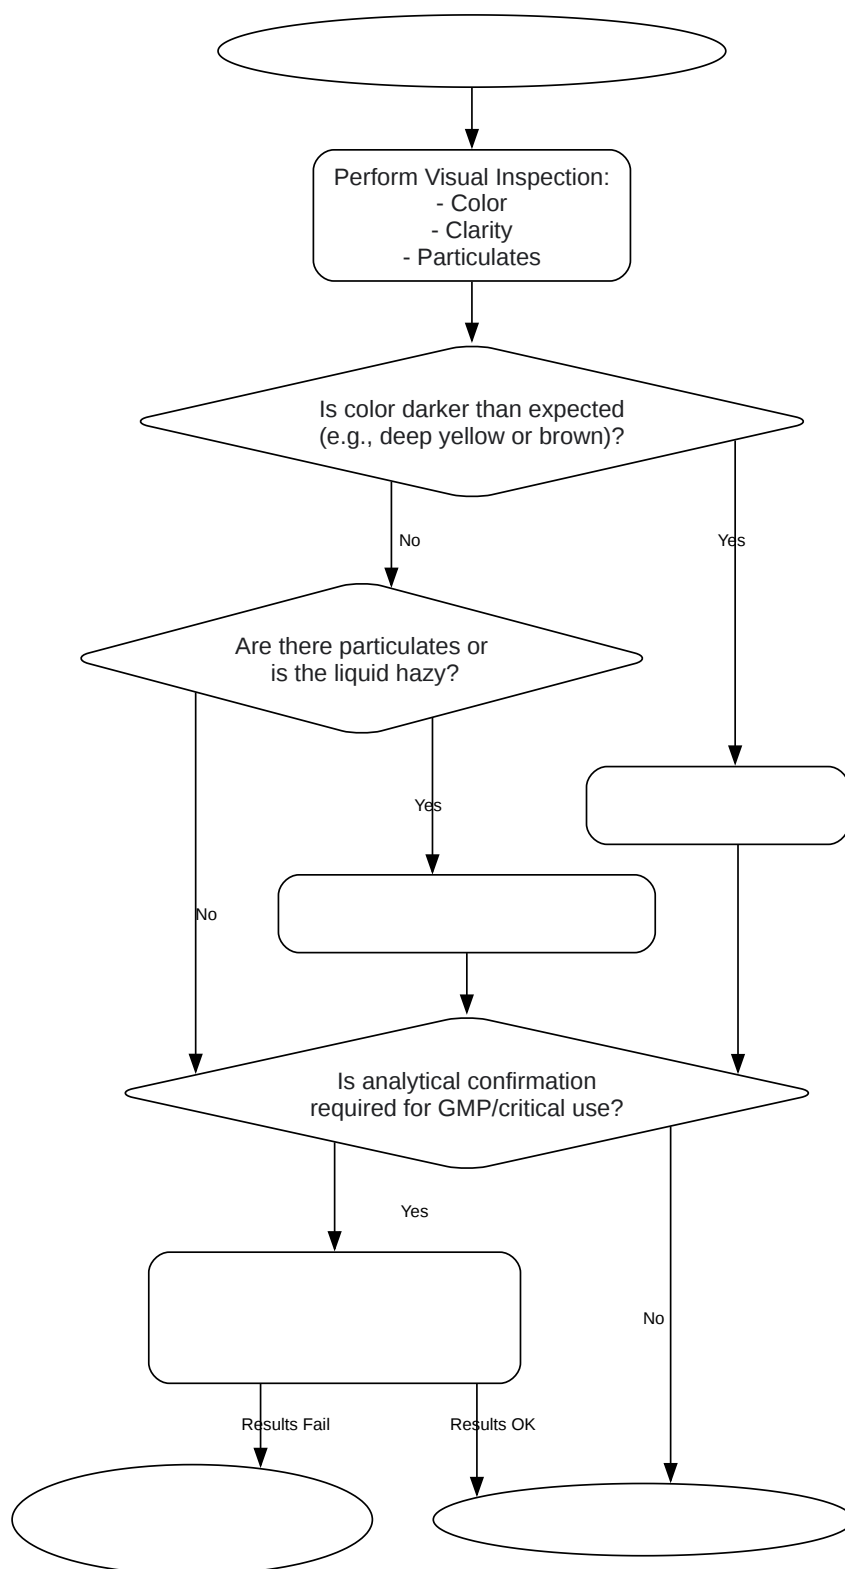 Perform Visual Inspection:
- Color
- Clarity
- Particulates
Is color darker than expected
(e.g., deep yellow or brown)?
No
Yes
Are there particulates or
is the liquid hazy?
Yes
No
Is analytical confirmation
required for GMP/critical use?
Yes
No
Results Fail
Results OK